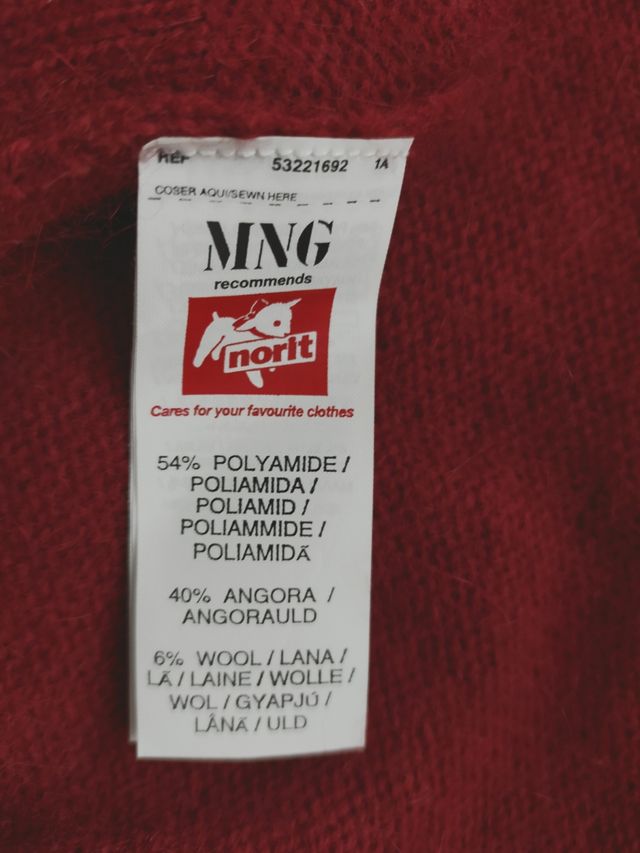 REF 53221692 1A
COSER AQUI/SEWN HERE
MNG
recommends
norit
Cares for your favourite clothes
54% POLYAMIDE /
POLIAMIDA /
POLIAMID /
POLIAMMIDE /
POLIAMIDĂ
40% ANGORA /
ANGORAULD
6% WOOL / LANA /
LÃ / LAINE / WOLLE /
WOL / GYAPJÚ /
LÂNĂ / ULD